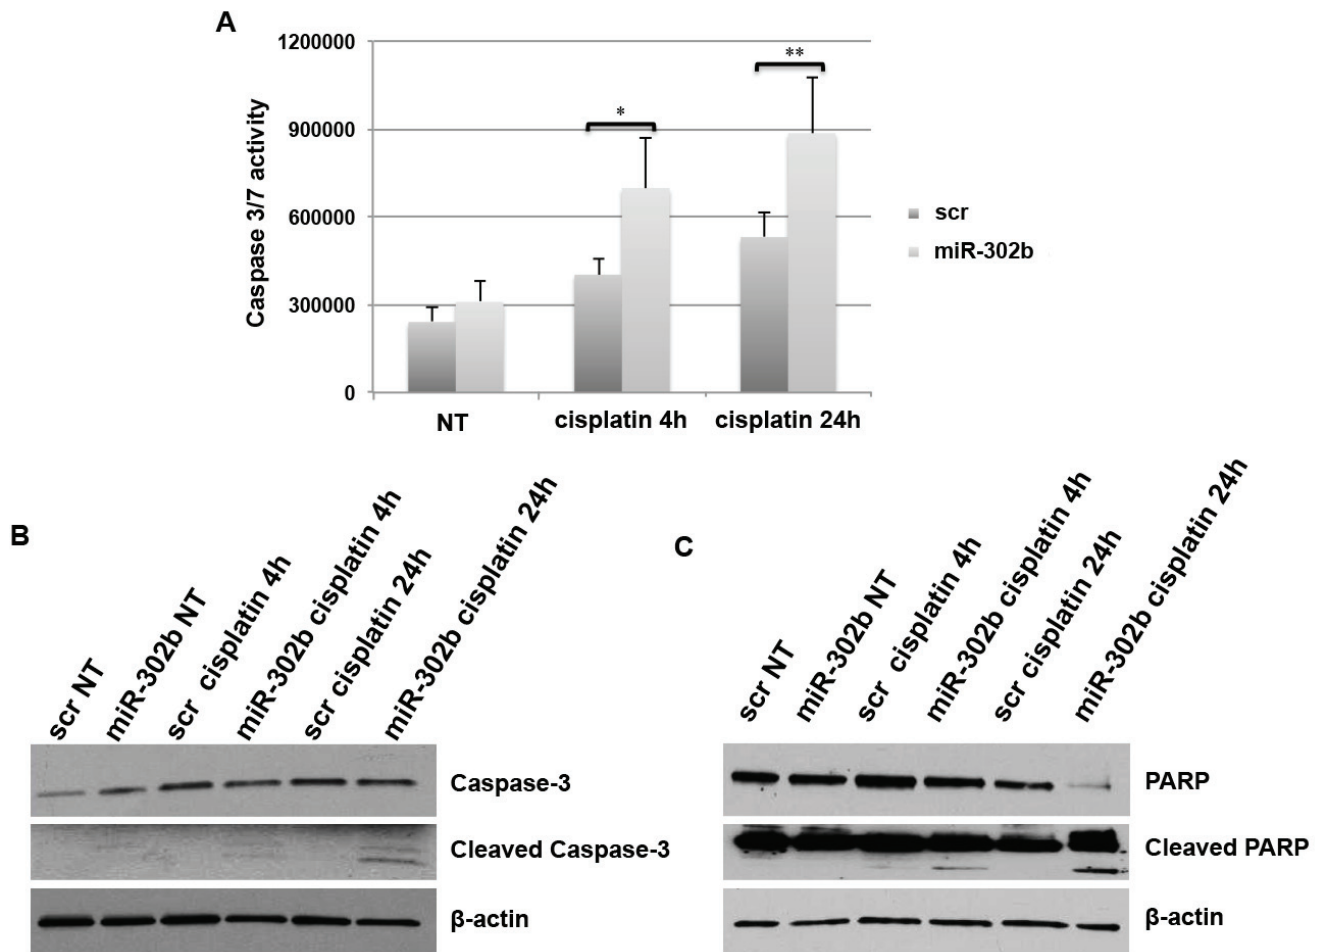 A
1200000
900000
600000
300000
0
Caspase 3/7 activity
*
**
NT
cisplatin 4h
cisplatin 24h
scr
miR-302b
B
scr NT
miR-302b NT
scr cisplatin 4h
miR-302b cisplatin 4h
scr cisplatin 24h
miR-302b cisplatin 24h
Caspase-3
Cleaved Caspase-3
β-actin
C
scr NT
miR-302b NT
scr cisplatin 4h
miR-302b cisplatin 4h
scr cisplatin 24h
miR-302b cisplatin 24h
PARP
Cleaved PARP
β-actin